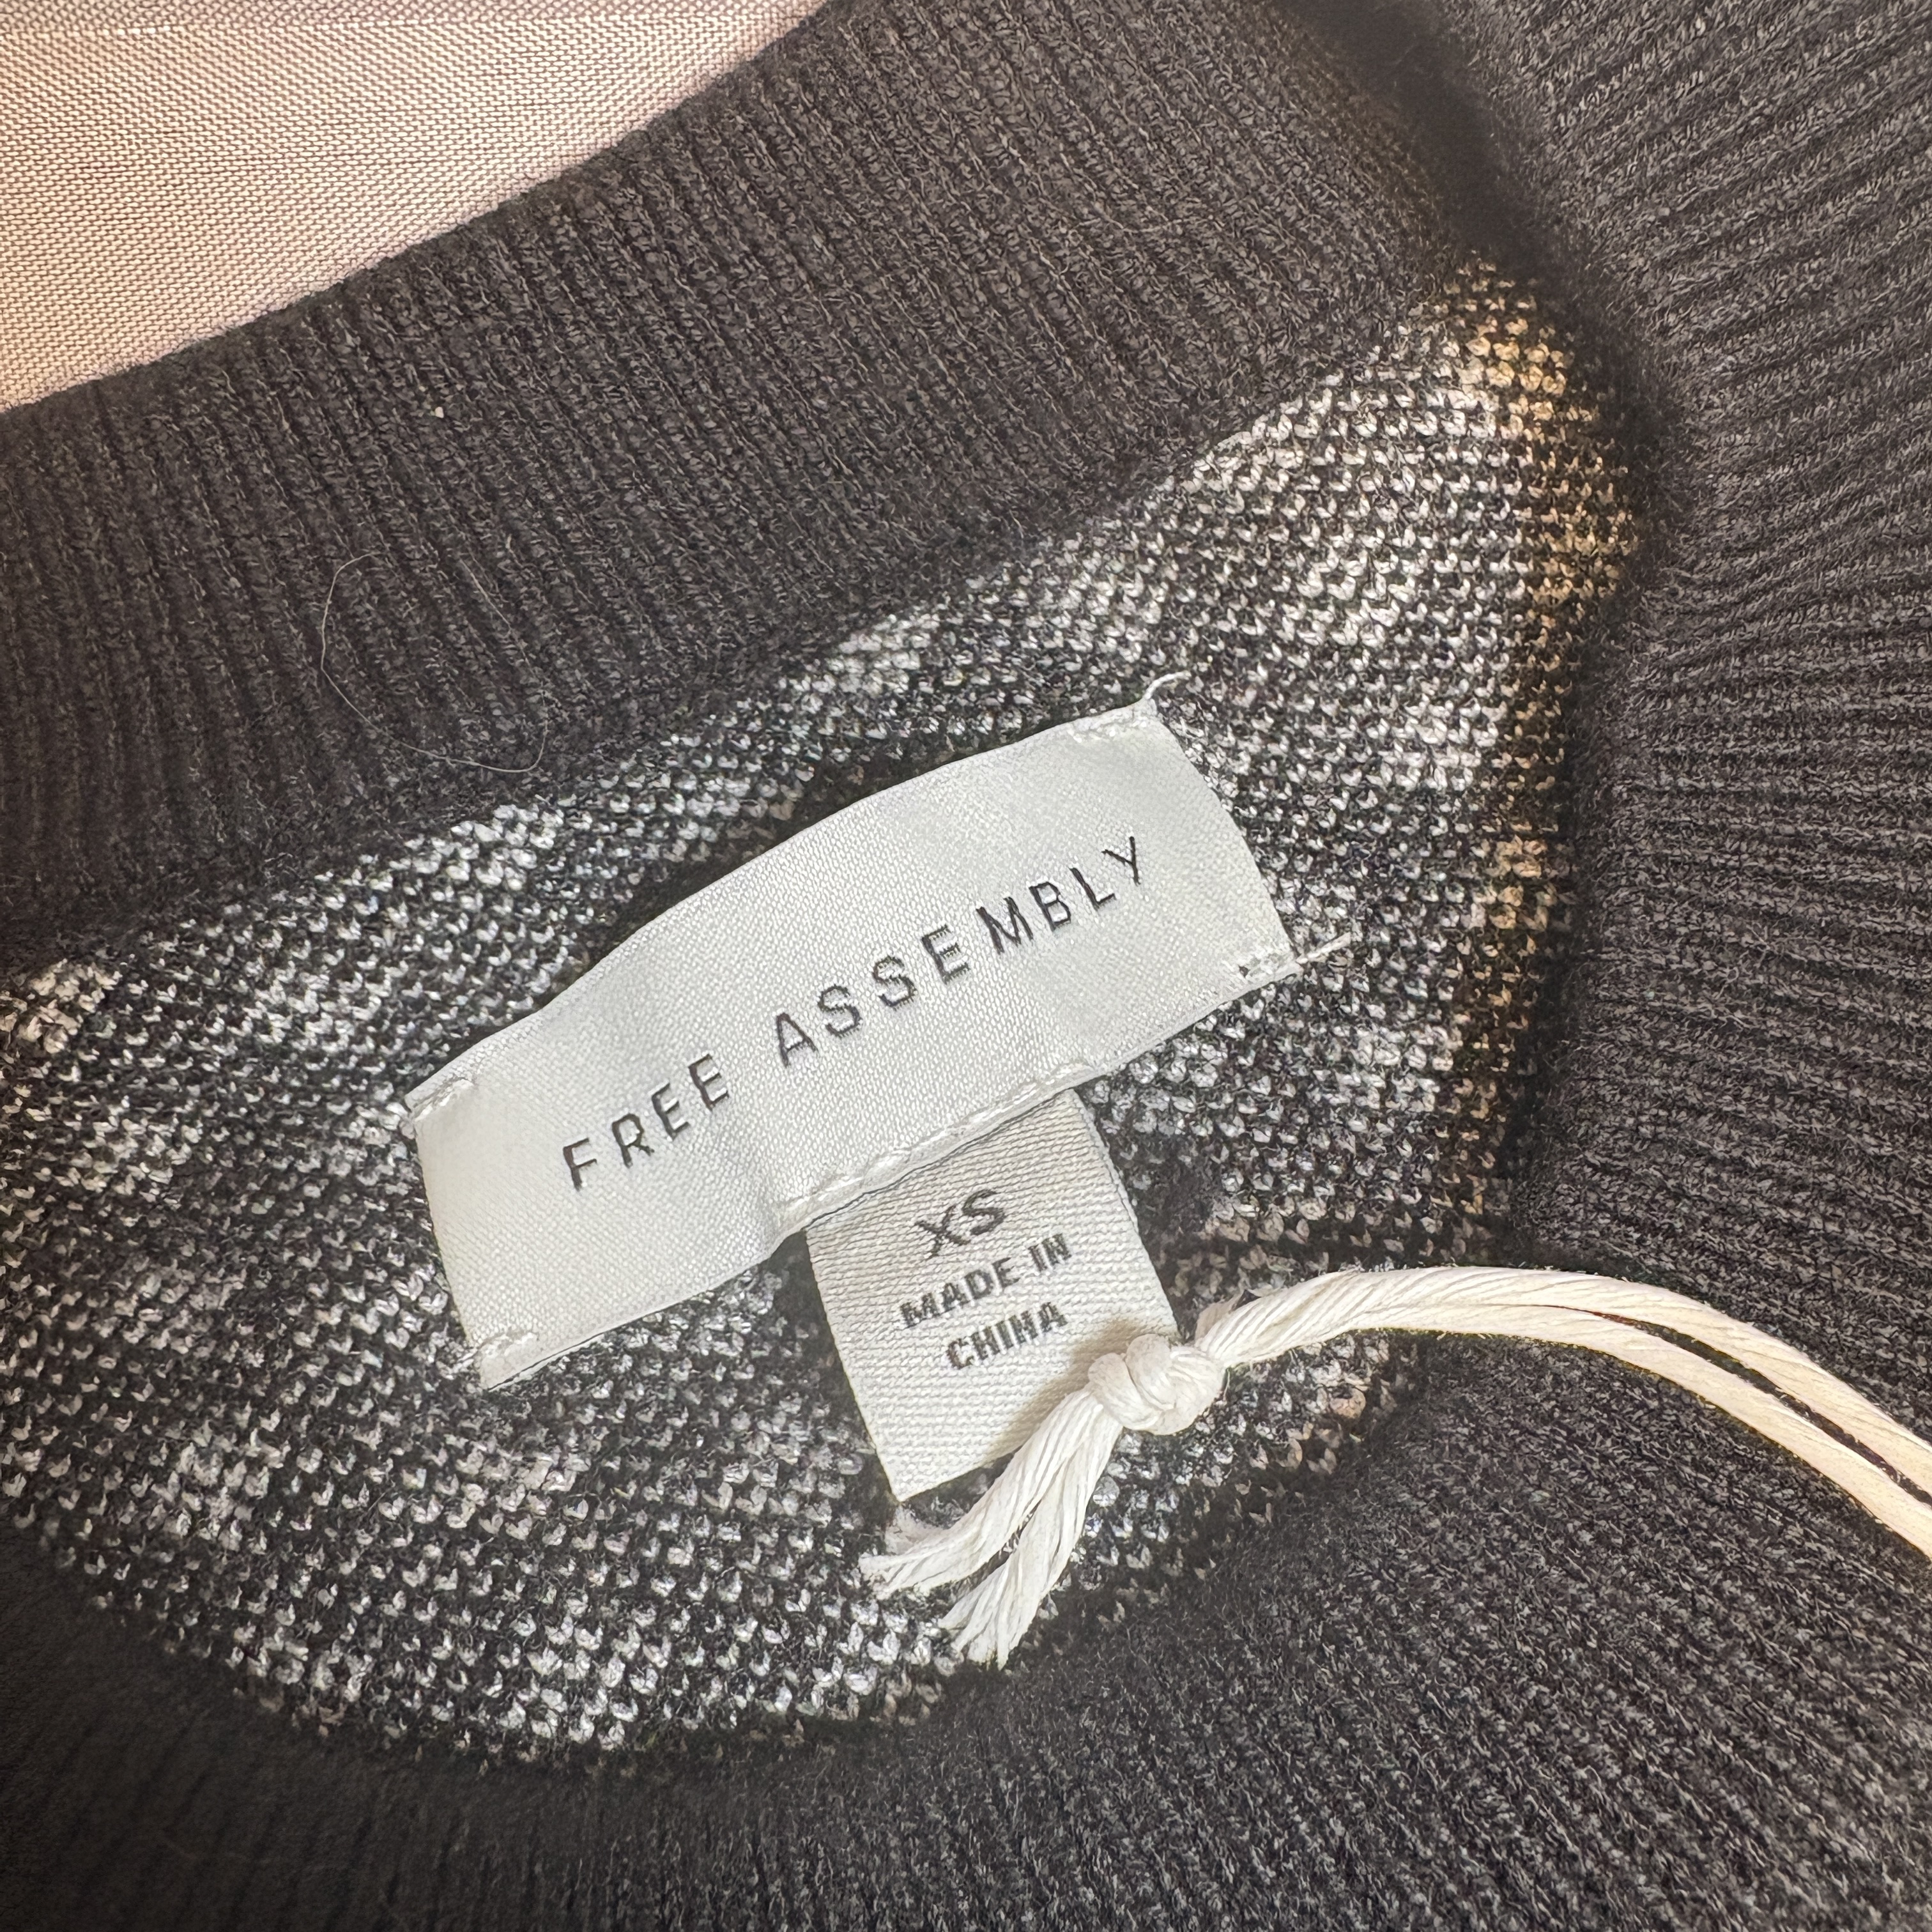 FREE ASSEMBLY
XS
MADE IN
CHINA